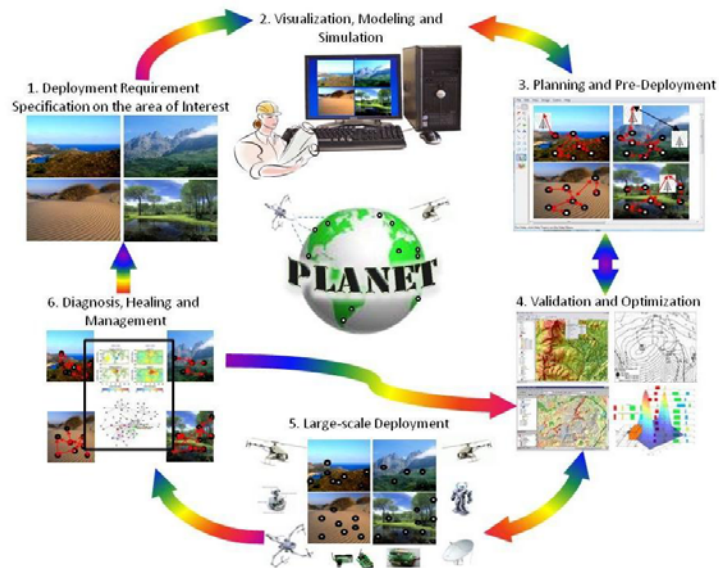 2. Visualization, Modeling and
Simulation
1. Deployment Requirement
Specification on the area of Interest
3. Planning and Pre-Deployment
PLANET
6. Diagnosis, Healing and
Management
4. Validation and Optimization
5. Large-scale Deployment